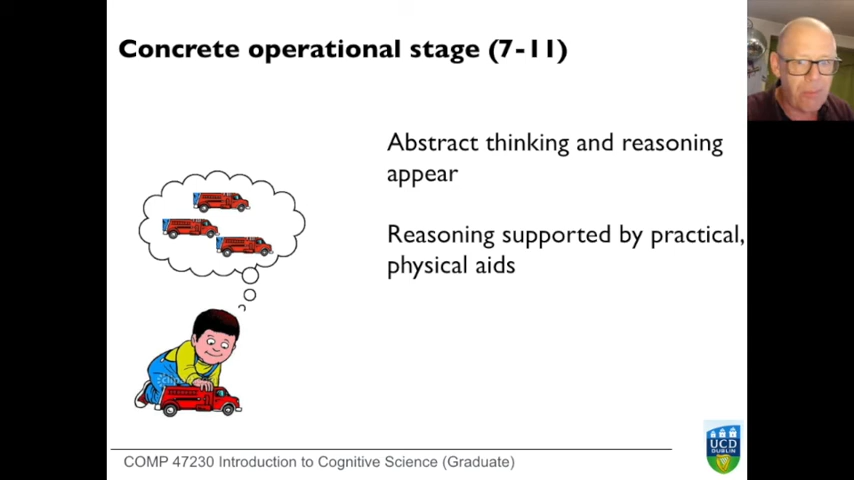 Concrete operational stage (7-11)
Abstract thinking and reasoning
appear
Reasoning supported by practical,
physical aids
COMP 47230 Introduction to Cognitive Science (Graduate)
UCD
DUBLIN